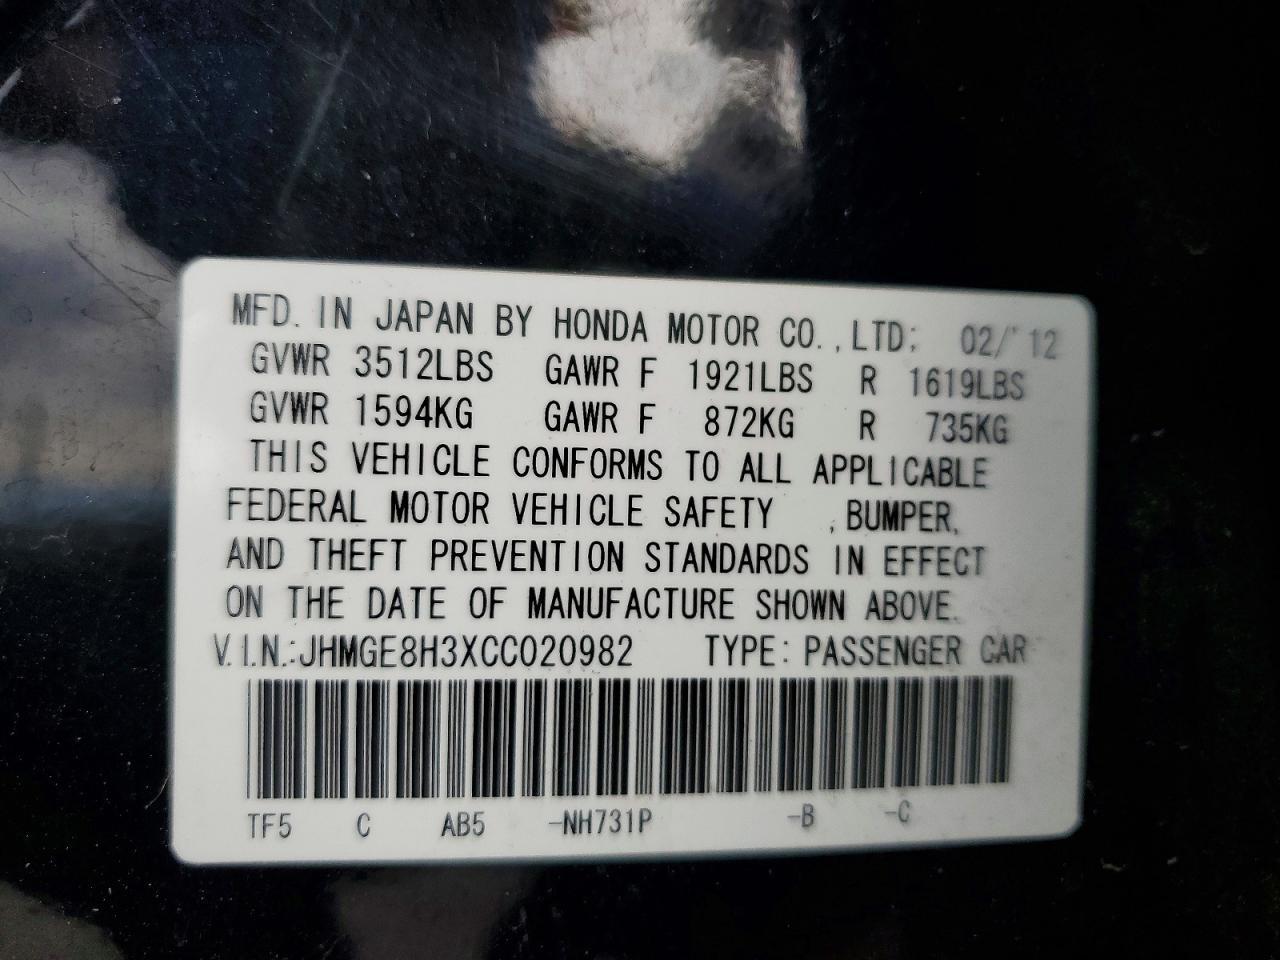 MFD. IN JAPAN BY HONDA MOTOR CO., LTD; 02/'12
GVWR 3512LBS GAWR F 1921LBS R 1619LBS
GVWR 1594KG GAWR F 872KG R 735KG
THIS VEHICLE CONFORMS TO ALL APPLICABLE
FEDERAL MOTOR VEHICLE SAFETY , BUMPER,
AND THEFT PREVENTION STANDARDS IN EFFECT
ON THE DATE OF MANUFACTURE SHOWN ABOVE.
V.I.N.:JHMGE8H3XCC020982 TYPE: PASSENGER CAR
TF5 C AB5 -NH731P -B -C